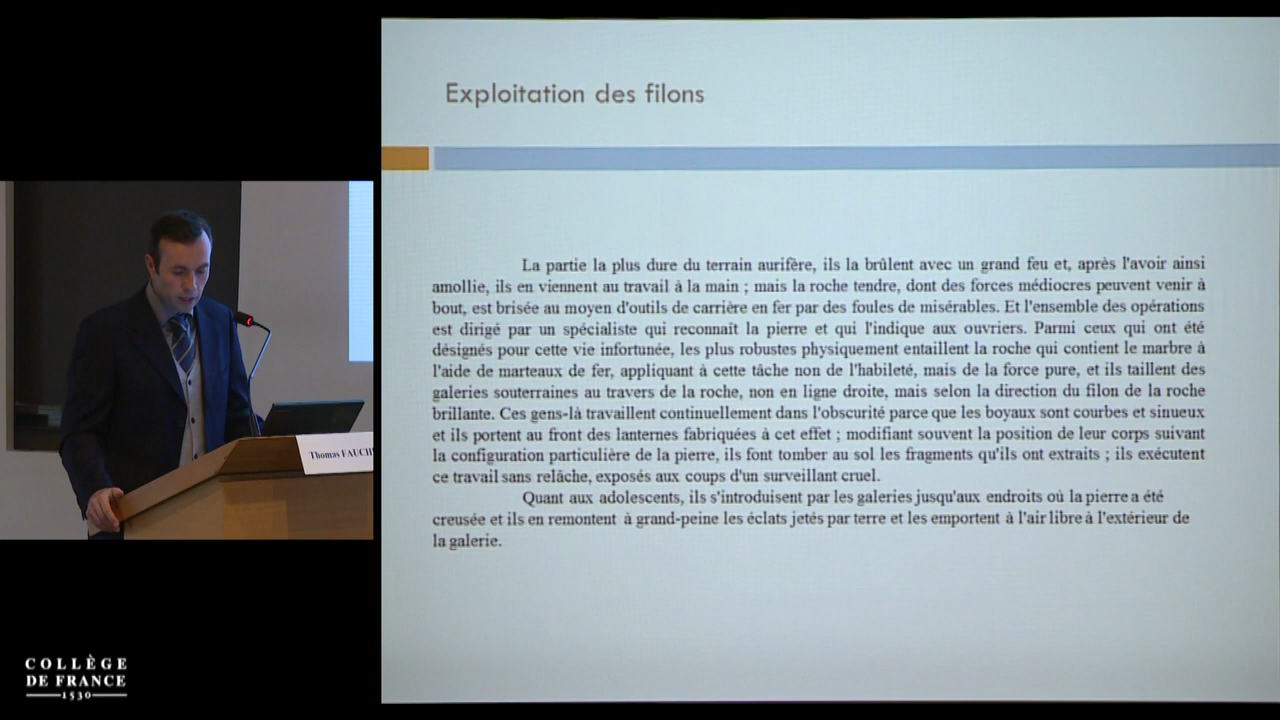 Exploitation des filons
La partie la plus dure du terrain aurifère, ils la brûlent avec un grand feu et, après l'avoir ainsi
amollie, ils en viennent au travail à la main ; mais la roche tendre, dont des forces médiocres peuvent venir à
bout, est brisée au moyen d'outils de carrière en fer par des foules de misérables. Et l'ensemble des opérations
est dirigé par un spécialiste qui reconnaît la pierre et qui l'indique aux ouvriers. Parmi ceux qui ont été
désignés pour cette vie infortunée, les plus robustes physiquement entaillent la roche qui contient le marbre à
l'aide de marteaux de fer, appliquant à cette tâche non de l'habileté, mais de la force pure, et ils taillent des
galeries souterraines au travers de la roche, non en ligne droite, mais selon la direction du filon de la roche
brillante. Ces gens-là travaillent continuellement dans l'obscurité parce que les boyaux sont courbes et sinueux
et ils portent au front des lanternes fabriquées à cet effet ; modifiant souvent la position de leur corps suivant
la configuration particulière de la pierre, ils font tomber au sol les fragments qu'ils ont extraits ; ils exécutent
ce travail sans relâche, exposés aux coups d'un surveillant cruel.
Quant aux adolescents, ils s'introduisent par les galeries jusqu'aux endroits où la pierre a été
creusée et ils en remontent à grand-peine les éclats jetés par terre et les emportent à l'air libre à l'extérieur de
la galerie.
Thomas
COLLÈGE
DE FRANCE
1530